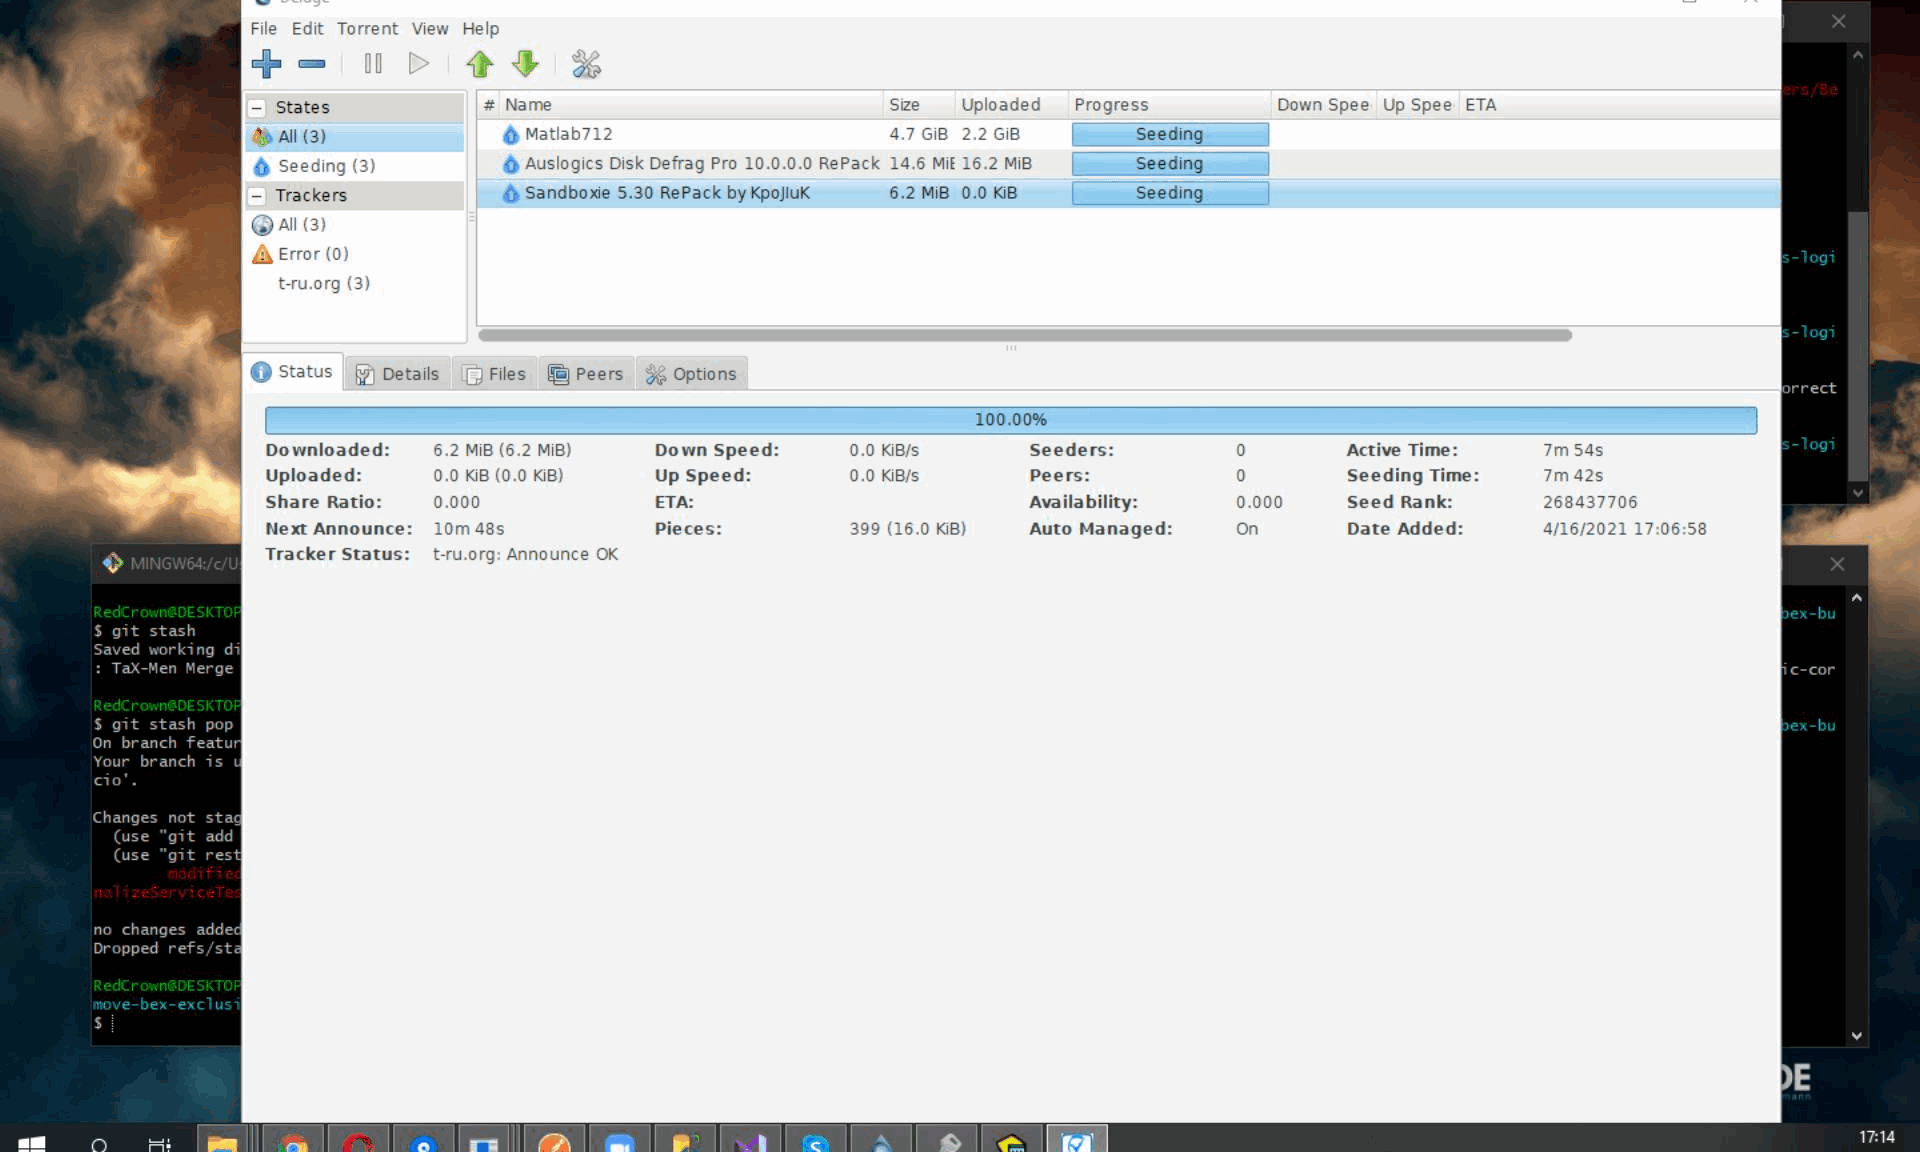 Deluge
File Edit Torrent View Help
States
All (3)
Seeding (3)
Trackers
All (3)
Error (0)
t-ru.org (3)
# Name Size Uploaded Progress Down Spee Up Spee ETA
Matlab712 4.7 GiB 2.2 GiB Seeding
Auslogics Disk Defrag Pro 10.0.0.0 RePack 14.6 MiE 16.2 MiB Seeding
Sandboxie 5.30 RePack by KpoJIuK 6.2 MiB 0.0 KiB Seeding
Status Details Files Peers Options
100.00%
Downloaded: 6.2 MiB (6.2 MiB) Down Speed: 0.0 KiB/s Seeders: 0 Active Time: 7m 54s
Uploaded: 0.0 KiB (0.0 KiB) Up Speed: 0.0 KiB/s Peers: 0 Seeding Time: 7m 42s
Share Ratio: 0.000 ETA: Availability: 0.000 Seed Rank: 268437706
Next Announce: 10m 48s Pieces: 399 (16.0 KiB) Auto Managed: On Date Added: 4/16/2021 17:06:58
Tracker Status: t-ru.org: Announce OK
MINGW64:/c/U
RedCrown@DESKTOP
$ git stash
Saved working di
: TaX-Men Merge
RedCrown@DESKTOP
$ git stash pop
On branch featur
Your branch is u
cio'.
Changes not stag
(use "git add
(use "git rest
modified
nalizeServiceTes
no changes added
Dropped refs/sta
RedCrown@DESKTOP
move-bex-exclusi
$
ers/Be
s-logi
s-logi
orrect
s-logi
bex-bu
ic-cor
bex-bu
DE
mann
17:14